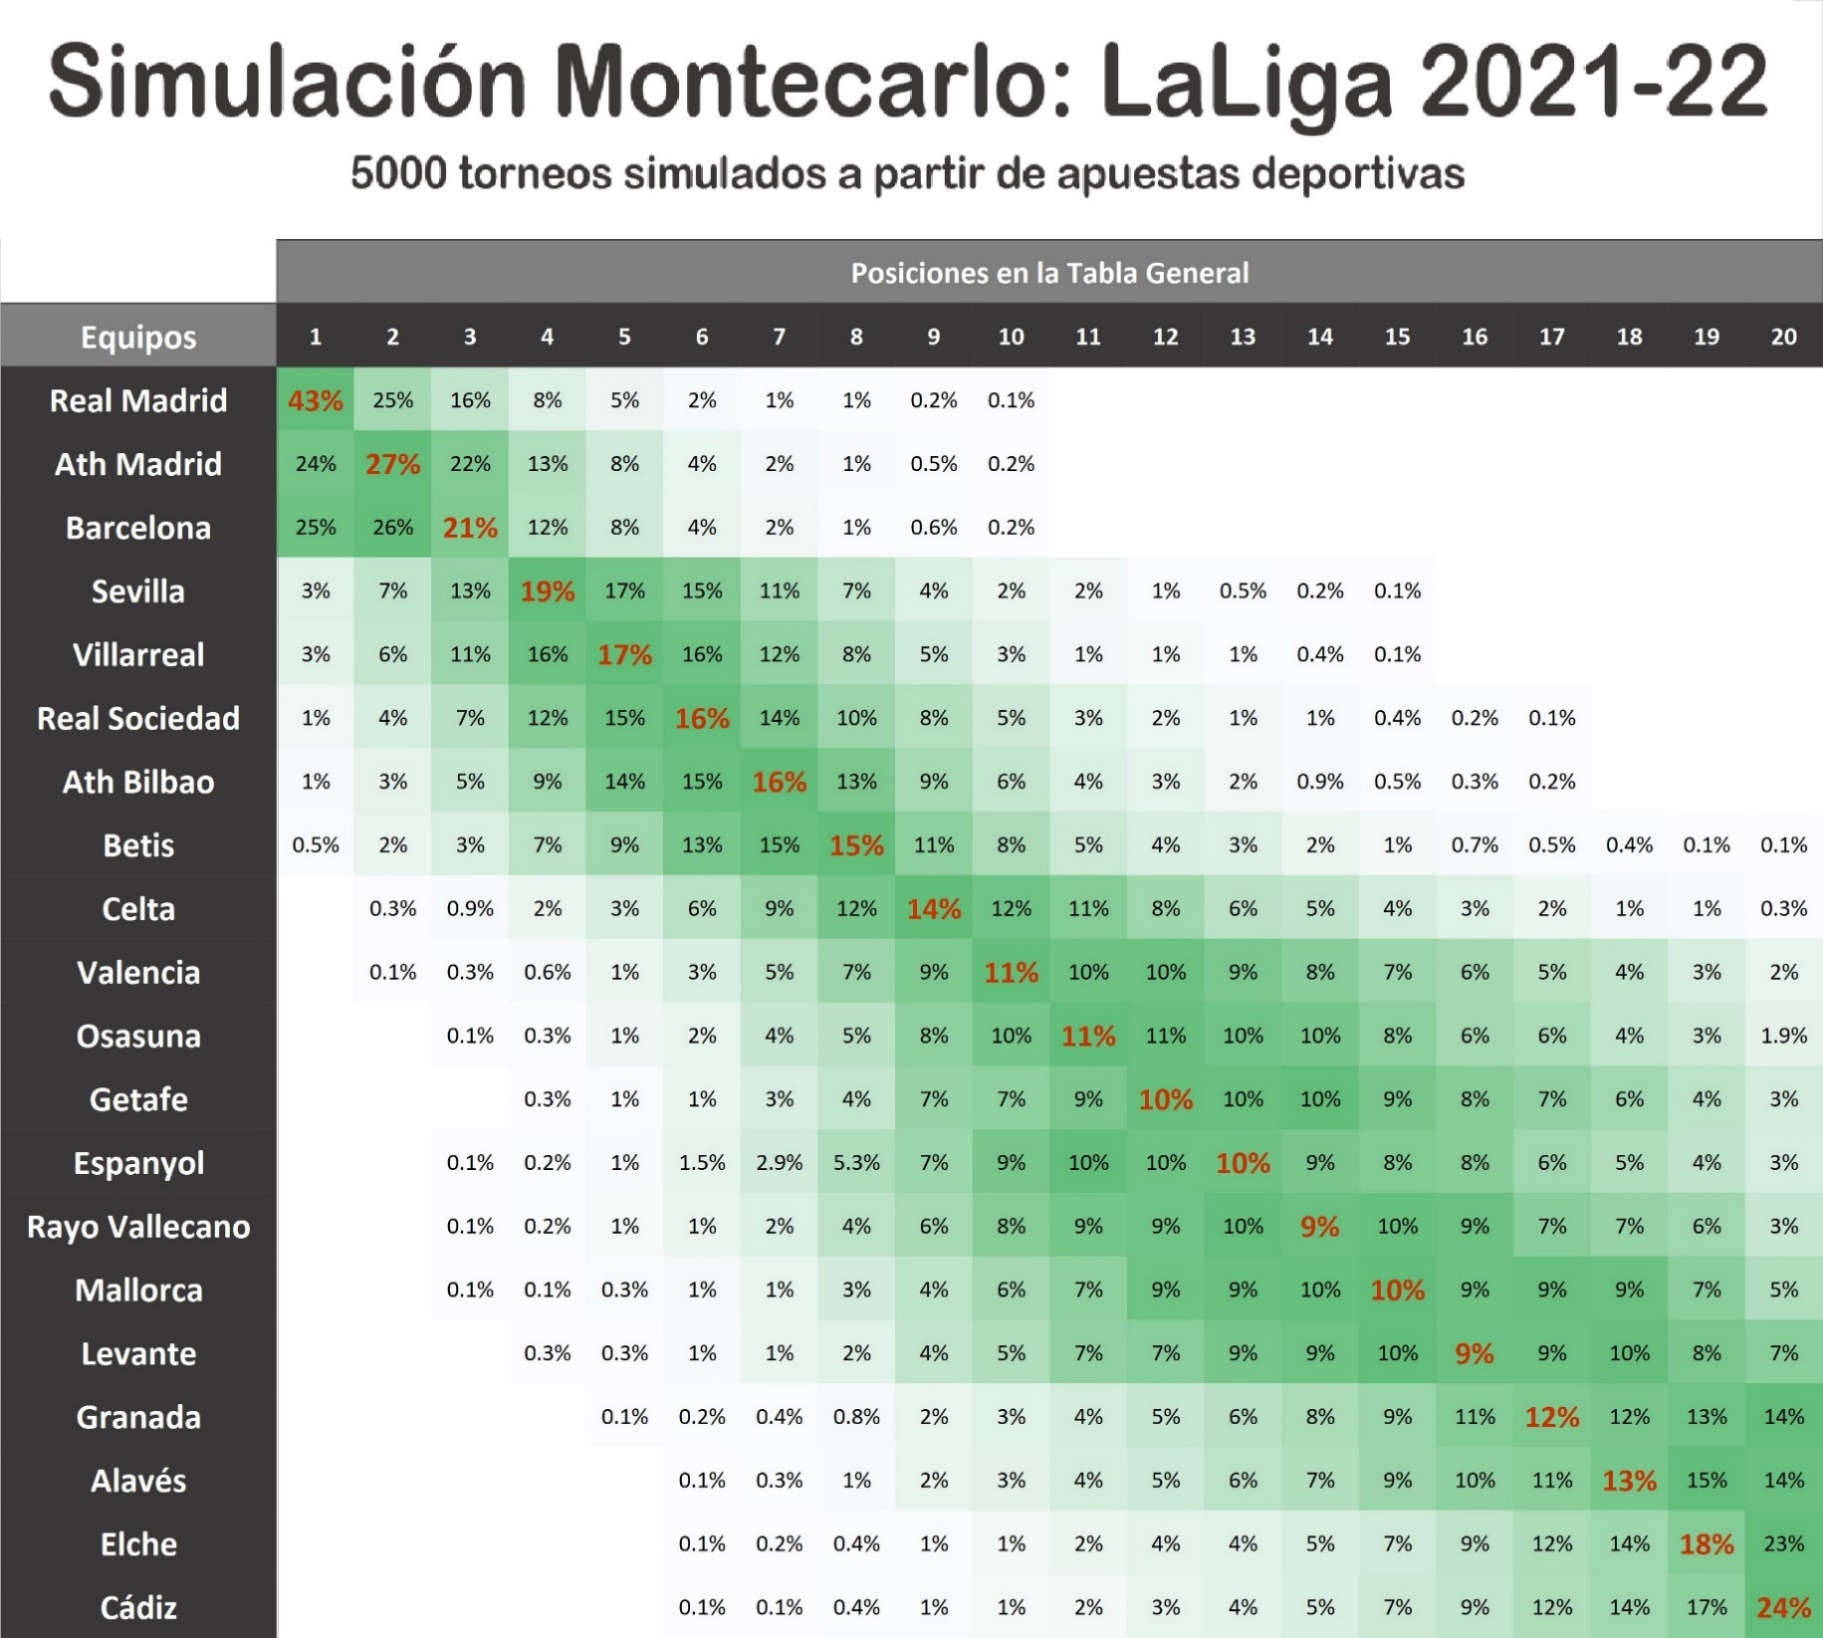 Simulación Montecarlo: LaLiga 2021-22
5000 torneos simulados a partir de apuestas deportivas
Posiciones en la Tabla General
Equipos 1 2 3 4 5 6 7 8 9 10 11 12 13 14 15 16 17 18 19 20
Real Madrid 43% 25% 16% 8% 5% 2% 1% 1% 0.2% 0.1%
Ath Madrid 24% 27% 22% 13% 8% 4% 2% 1% 0.5% 0.2%
Barcelona 25% 26% 21% 12% 8% 4% 2% 1% 0.6% 0.2%
Sevilla 3% 7% 13% 19% 17% 15% 11% 7% 4% 2% 2% 1% 0.5% 0.2% 0.1%
Villarreal 3% 6% 11% 16% 17% 16% 12% 8% 5% 3% 1% 1% 1% 0.4% 0.1%
Real Sociedad 1% 4% 7% 12% 15% 16% 14% 10% 8% 5% 3% 2% 1% 1% 0.4% 0.2% 0.1%
Ath Bilbao 1% 3% 5% 9% 14% 15% 16% 13% 9% 6% 4% 3% 2% 0.9% 0.5% 0.3% 0.2%
Betis 0.5% 2% 3% 7% 9% 13% 15% 15% 11% 8% 5% 4% 3% 2% 1% 0.7% 0.5% 0.4% 0.1% 0.1%
Celta 0.3% 0.9% 2% 3% 6% 9% 12% 14% 12% 11% 8% 6% 5% 4% 3% 2% 1% 1% 0.3%
Valencia 0.1% 0.3% 0.6% 1% 3% 5% 7% 9% 11% 10% 10% 9% 8% 7% 6% 5% 4% 3% 2%
Osasuna 0.1% 0.3% 1% 2% 4% 5% 8% 10% 11% 11% 10% 10% 8% 6% 6% 4% 3% 1.9%
Getafe 0.3% 1% 1% 3% 4% 7% 7% 9% 10% 10% 10% 9% 8% 7% 6% 4% 3%
Espanyol 0.1% 0.2% 1% 1.5% 2.9% 5.3% 7% 9% 10% 10% 10% 9% 8% 8% 6% 5% 4% 3%
Rayo Vallecano 0.1% 0.2% 1% 1% 2% 4% 6% 8% 9% 9% 10% 9% 10% 9% 7% 7% 6% 3%
Mallorca 0.1% 0.1% 0.3% 1% 1% 3% 4% 6% 7% 9% 9% 10% 10% 9% 9% 9% 7% 5%
Levante 0.3% 0.3% 1% 1% 2% 4% 5% 7% 7% 9% 9% 10% 9% 9% 10% 8% 7%
Granada 0.1% 0.2% 0.4% 0.8% 2% 3% 4% 5% 6% 8% 9% 11% 12% 12% 13% 14%
Alavés 0.1% 0.3% 1% 2% 3% 4% 5% 6% 7% 9% 10% 11% 13% 15% 14%
Elche 0.1% 0.2% 0.4% 1% 1% 2% 4% 4% 5% 7% 9% 12% 14% 18% 23%
Cádiz 0.1% 0.1% 0.4% 1% 1% 2% 3% 4% 5% 7% 9% 12% 14% 17% 24%